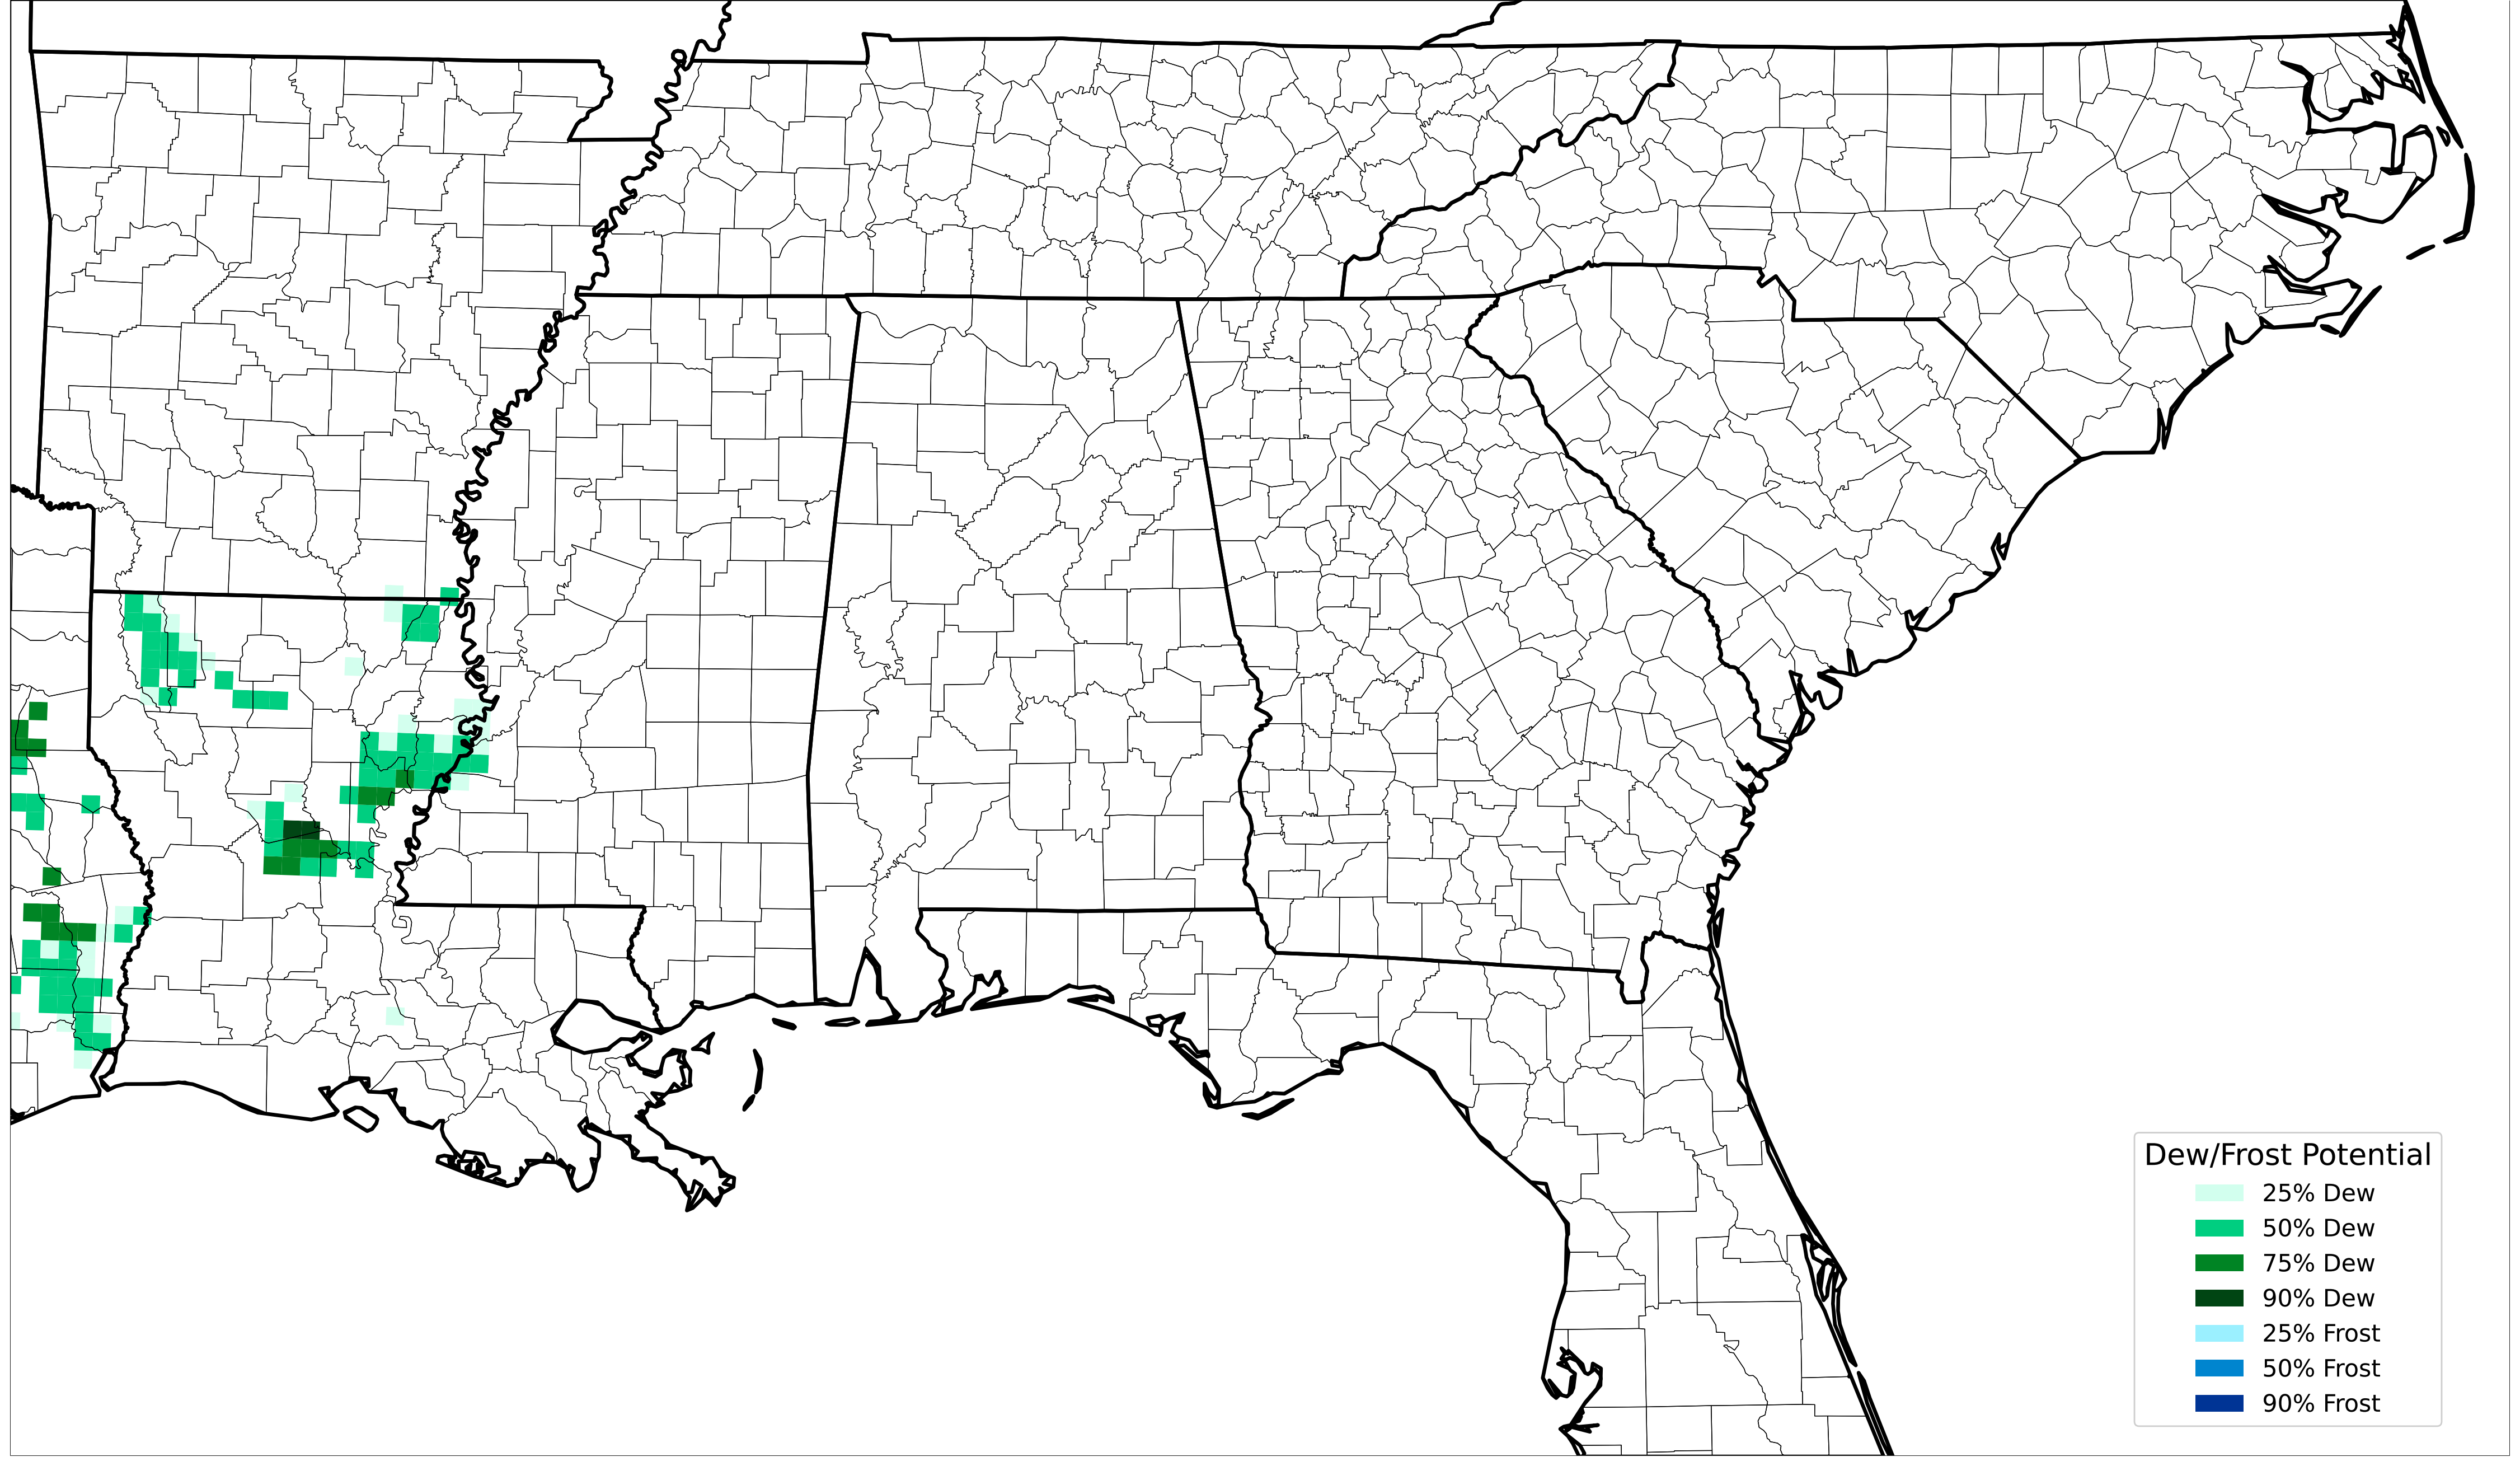 Dew/Frost Potential
25% Dew
50% Dew
75% Dew
90% Dew
25% Frost
50% Frost
90% Frost